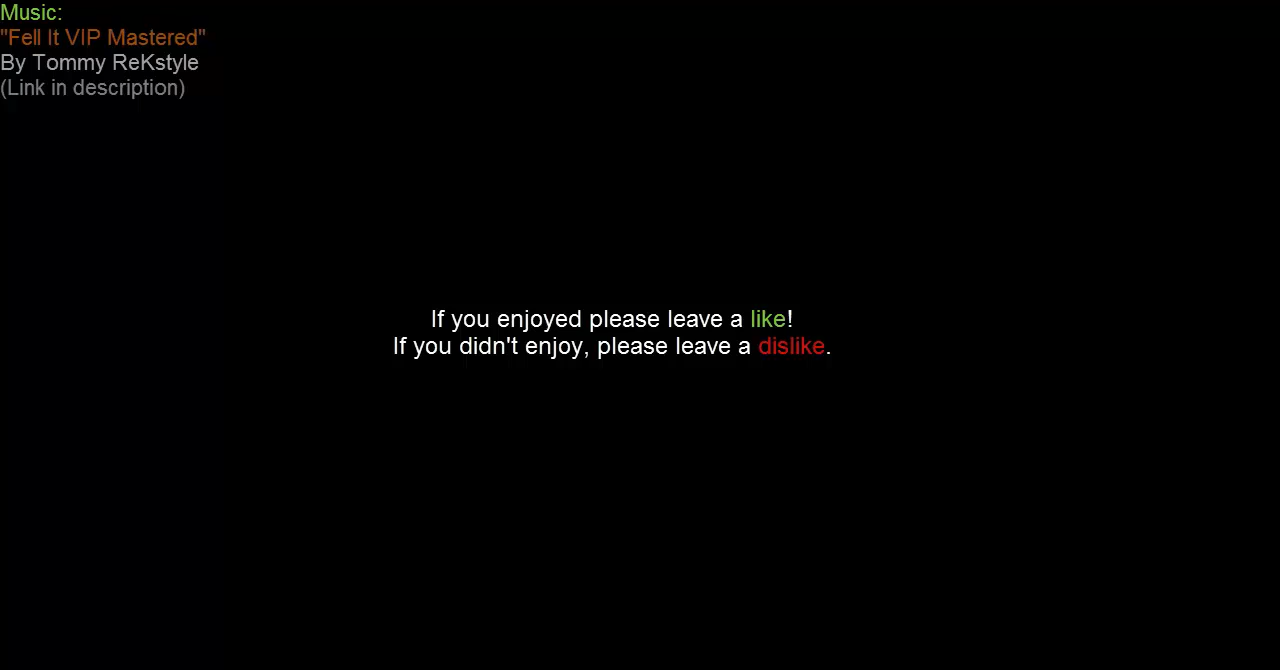 Music:
"Fell It VIP Mastered"
By Tommy ReKstyle
(Link in description)
If you enjoyed please leave a like!
If you didn't enjoy, please leave a dislike.